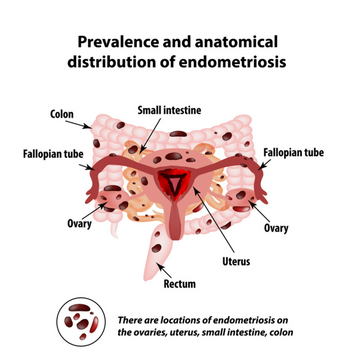 Prevalence and anatomical
distribution of endometriosis
Small intestine
Colon
Fallopian tube
Fallopian tube
Ovary
Ovary
Uterus
Rectum
There are locations of endometriosis on
the ovaries, uterus, small intestine, colon